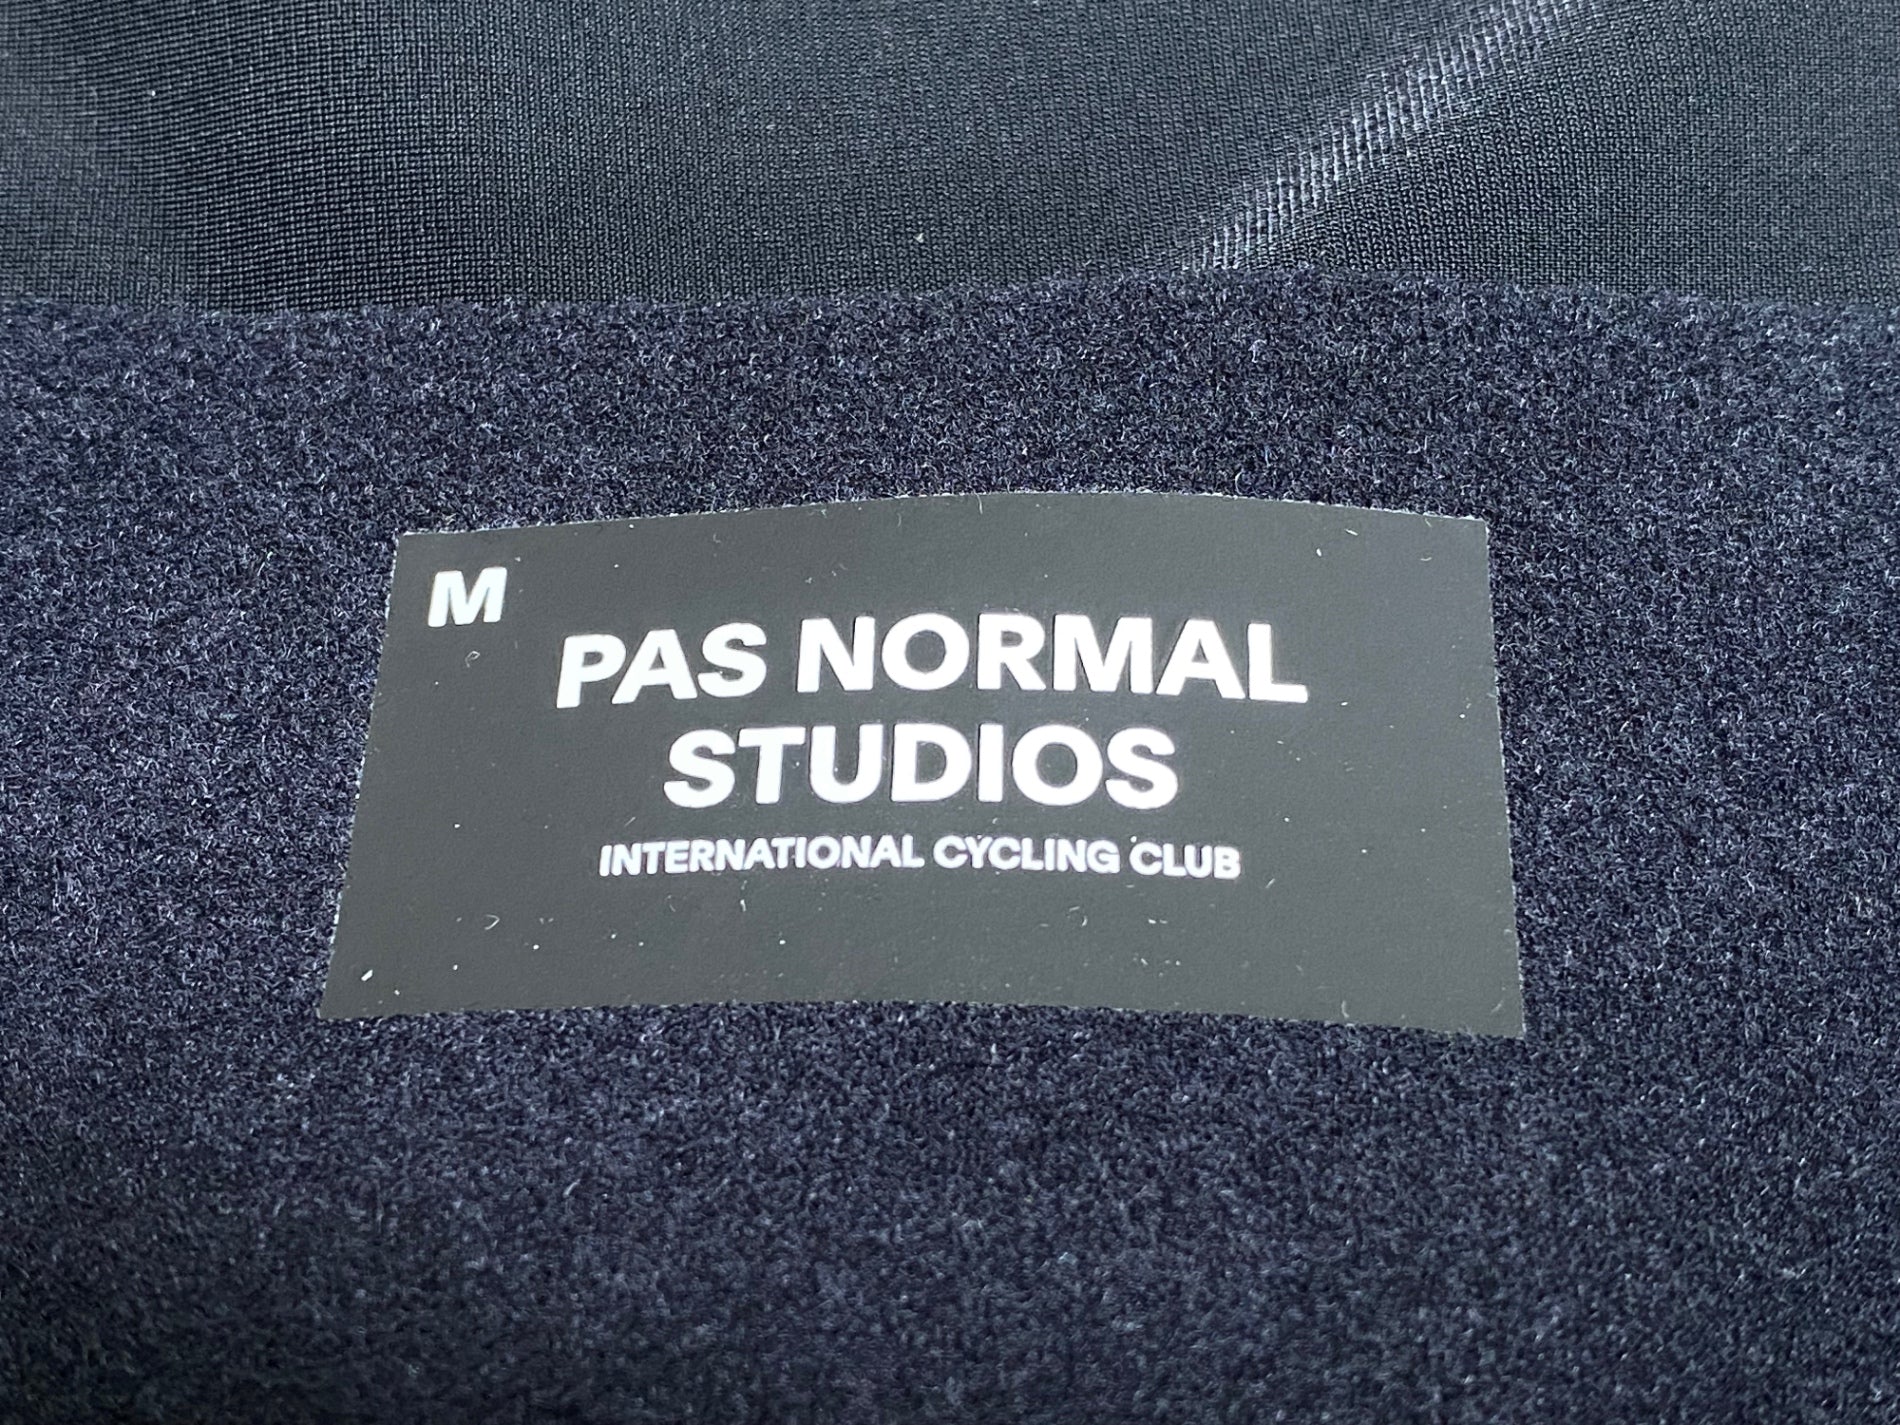 M
PAS NORMAL
STUDIOS
INTERNATIONAL CYCLING CLUB